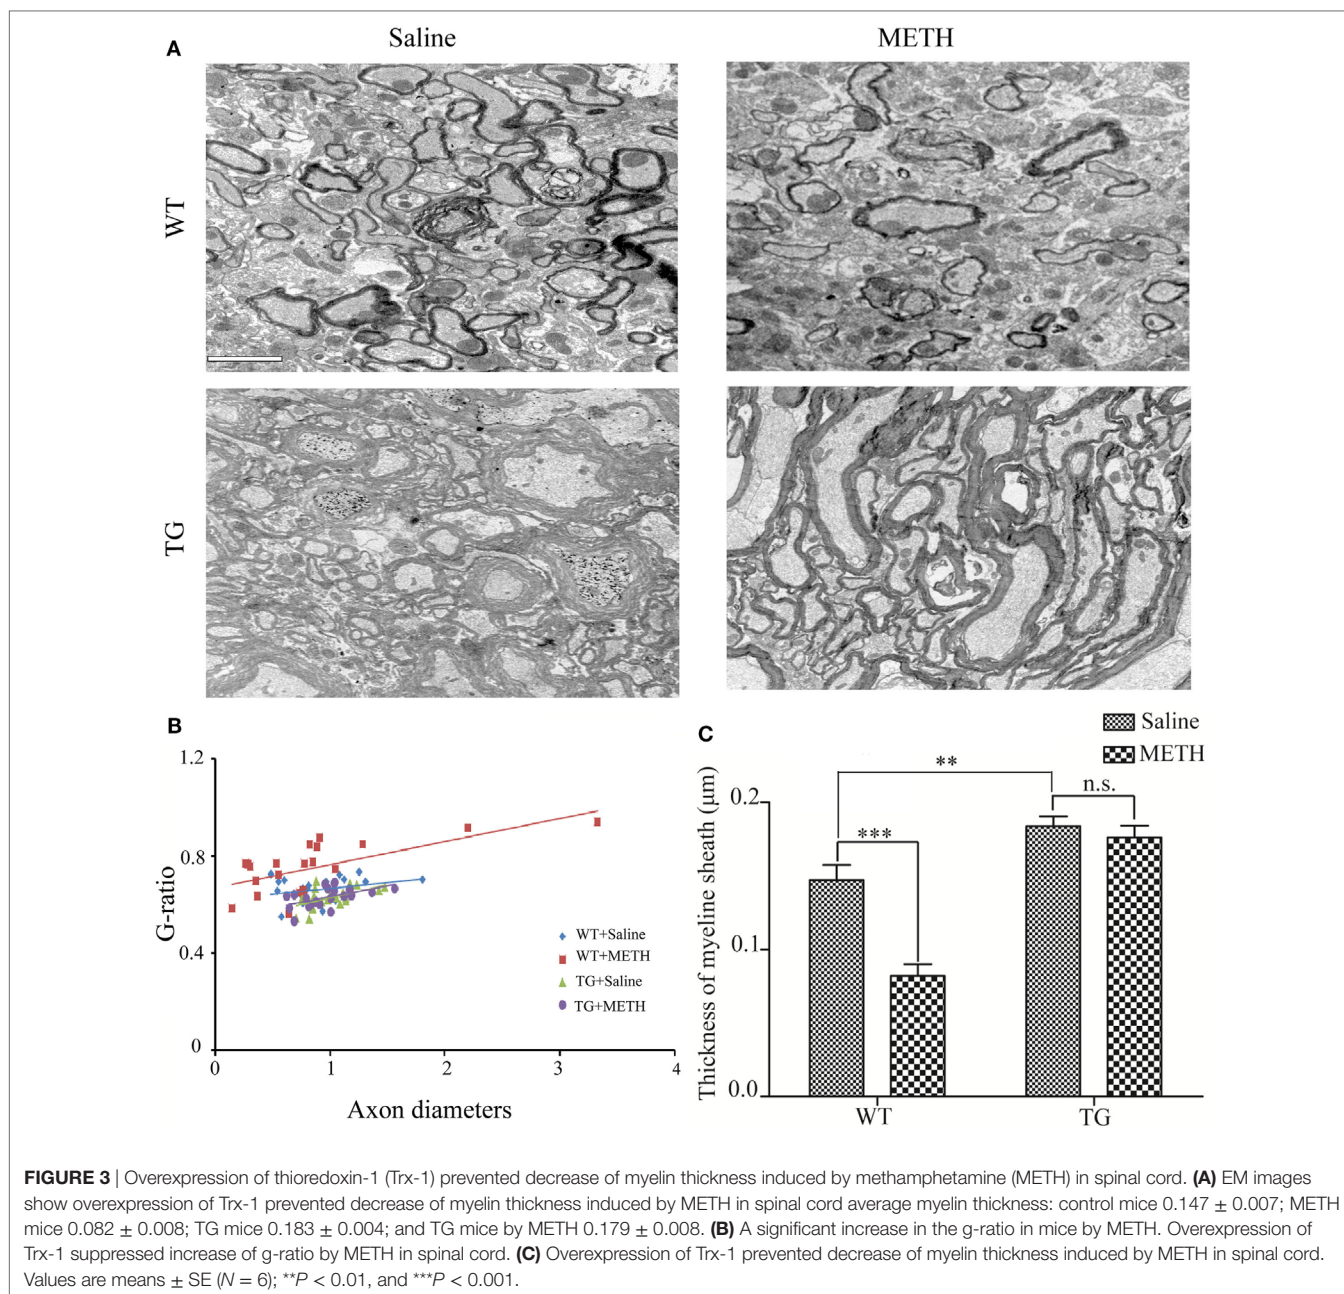 A
Saline
METH
WT
TG
B
1.2
0.8
0.4
0
G-ratio
0
1
2
3
4
Axon diameters
WT+Saline
WT+METH
TG+Saline
TG+METH
C
Saline
METH
**
n.s.
***
0.2
0.1
0.0
Thickness of myeline sheath (μm)
WT
TG
FIGURE 3 | Overexpression of thioredoxin-1 (Trx-1) prevented decrease of myelin thickness induced by methamphetamine (METH) in spinal cord. (A) EM images
show overexpression of Trx-1 prevented decrease of myelin thickness induced by METH in spinal cord average myelin thickness: control mice 0.147 ± 0.007; METH
mice 0.082 ± 0.008; TG mice 0.183 ± 0.004; and TG mice by METH 0.179 ± 0.008. (B) A significant increase in the g-ratio in mice by METH. Overexpression of
Trx-1 suppressed increase of g-ratio by METH in spinal cord. (C) Overexpression of Trx-1 prevented decrease of myelin thickness induced by METH in spinal cord.
Values are means ± SE (N = 6); **P < 0.01, and ***P < 0.001.